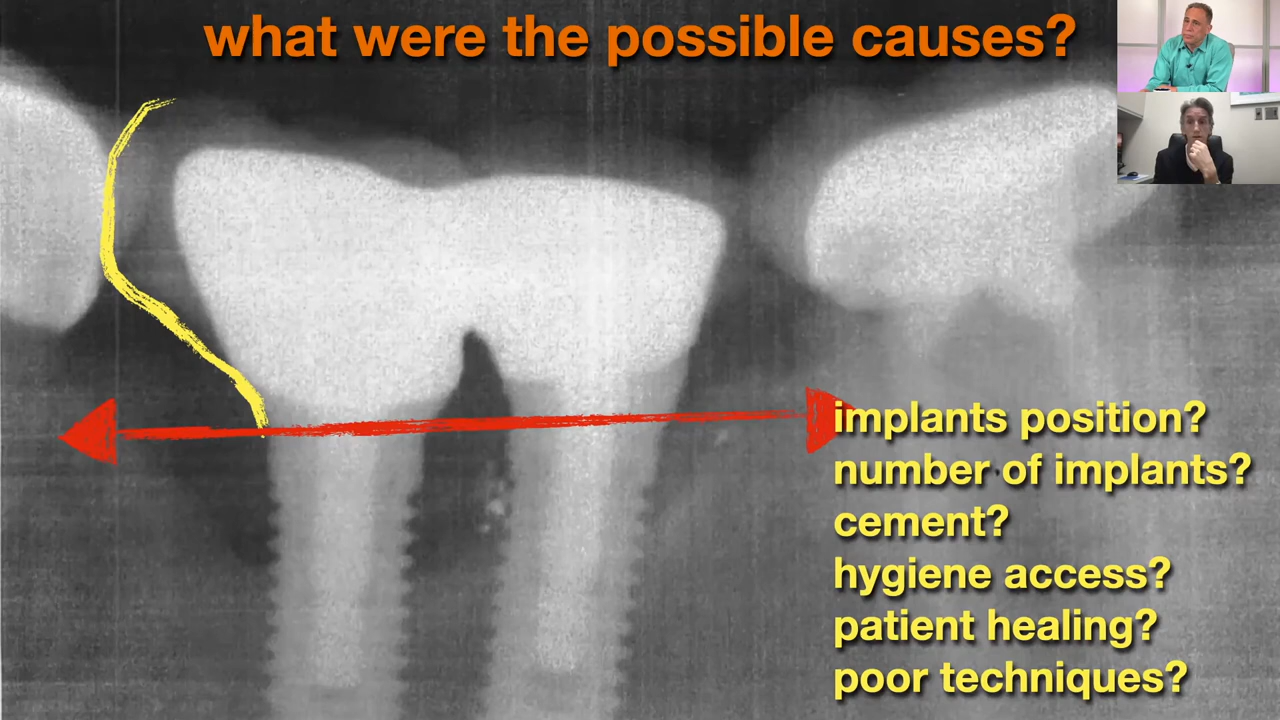 what were the possible causes?
implants position?
number of implants?
cement?
hygiene access?
patient healing?
poor techniques?